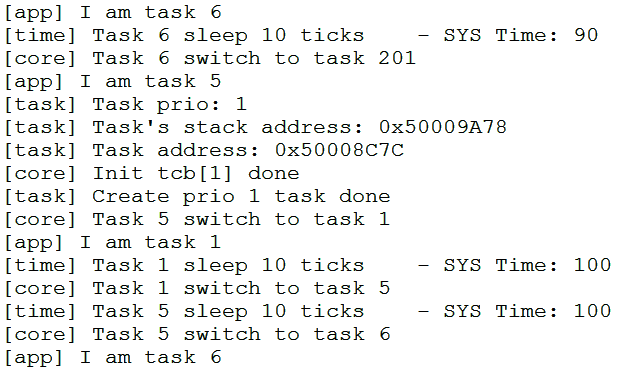 [app] I am task 6
[time] Task 6 sleep 10 ticks    - SYS Time: 90
[core] Task 6 switch to task 201
[app] I am task 5
[task] Task prio: 1
[task] Task's stack address: 0x50009A78
[task] Task address: 0x50008C7C
[core] Init tcb[1] done
[task] Create prio 1 task done
[core] Task 5 switch to task 1
[app] I am task 1
[time] Task 1 sleep 10 ticks    - SYS Time: 100
[core] Task 1 switch to task 5
[time] Task 5 sleep 10 ticks    - SYS Time: 100
[core] Task 5 switch to task 6
[app] I am task 6